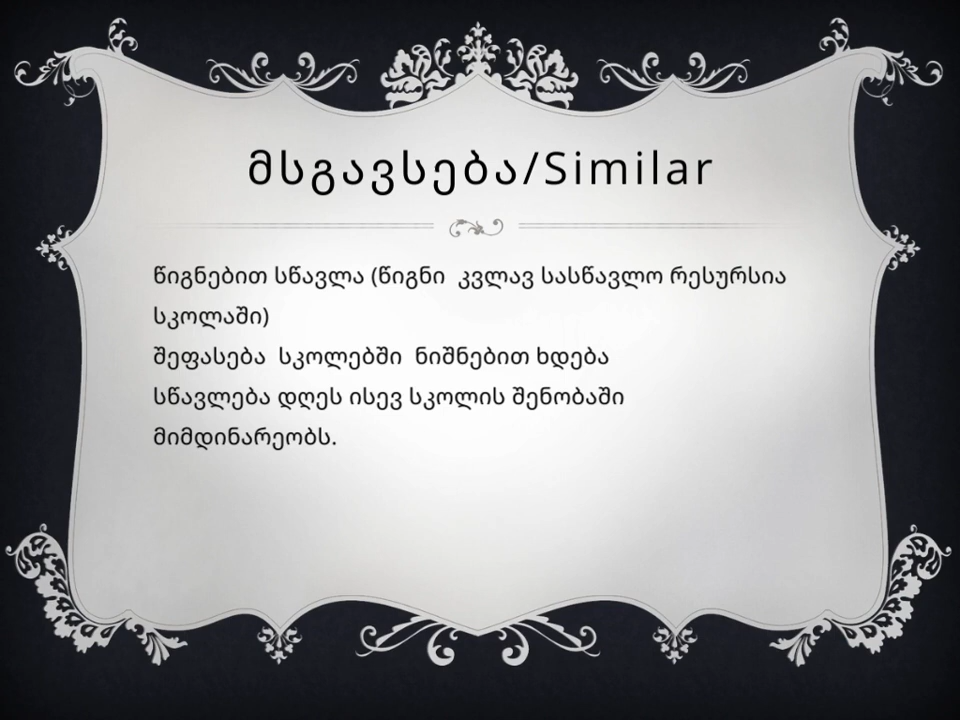 მსგავსება/Similar
წიგნებით სწავლა (წიგნი  კვლავ სასწავლო რესურსია
სკოლაში)
შეფასება  სკოლებში  ნიშნებით ხდება
სწავლება დღეს ისევ სკოლის შენობაში
მიმდინარეობს.